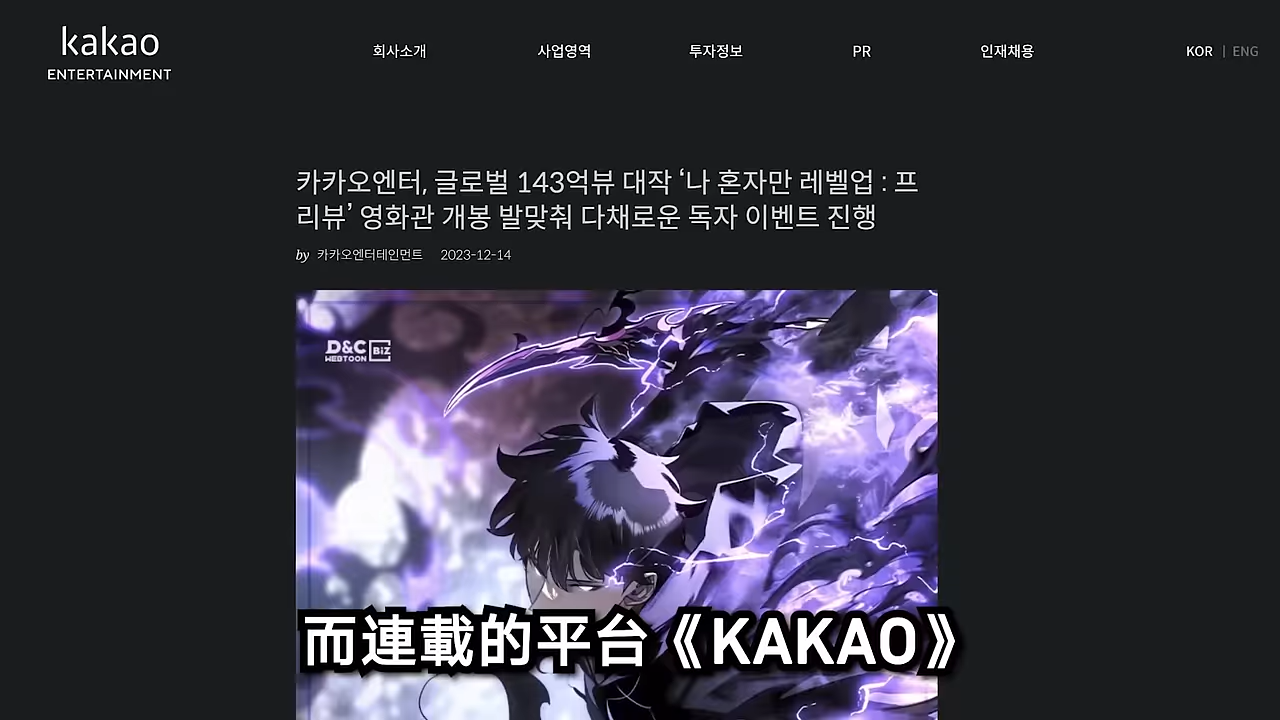 kakao
ENTERTAINMENT
회사소개 사업영역 투자정보 PR 인재채용 KOR | ENG
카카오엔터, 글로벌 143억뷰 대작 ‘나 혼자만 레벨업 : 프
리뷰’ 영화관 개봉 발맞춰 다채로운 독자 이벤트 진행
by 카카오엔터테인먼트 2023-12-14
D&C
WEBTOON BiZ
而連載的平台《KAKAO》